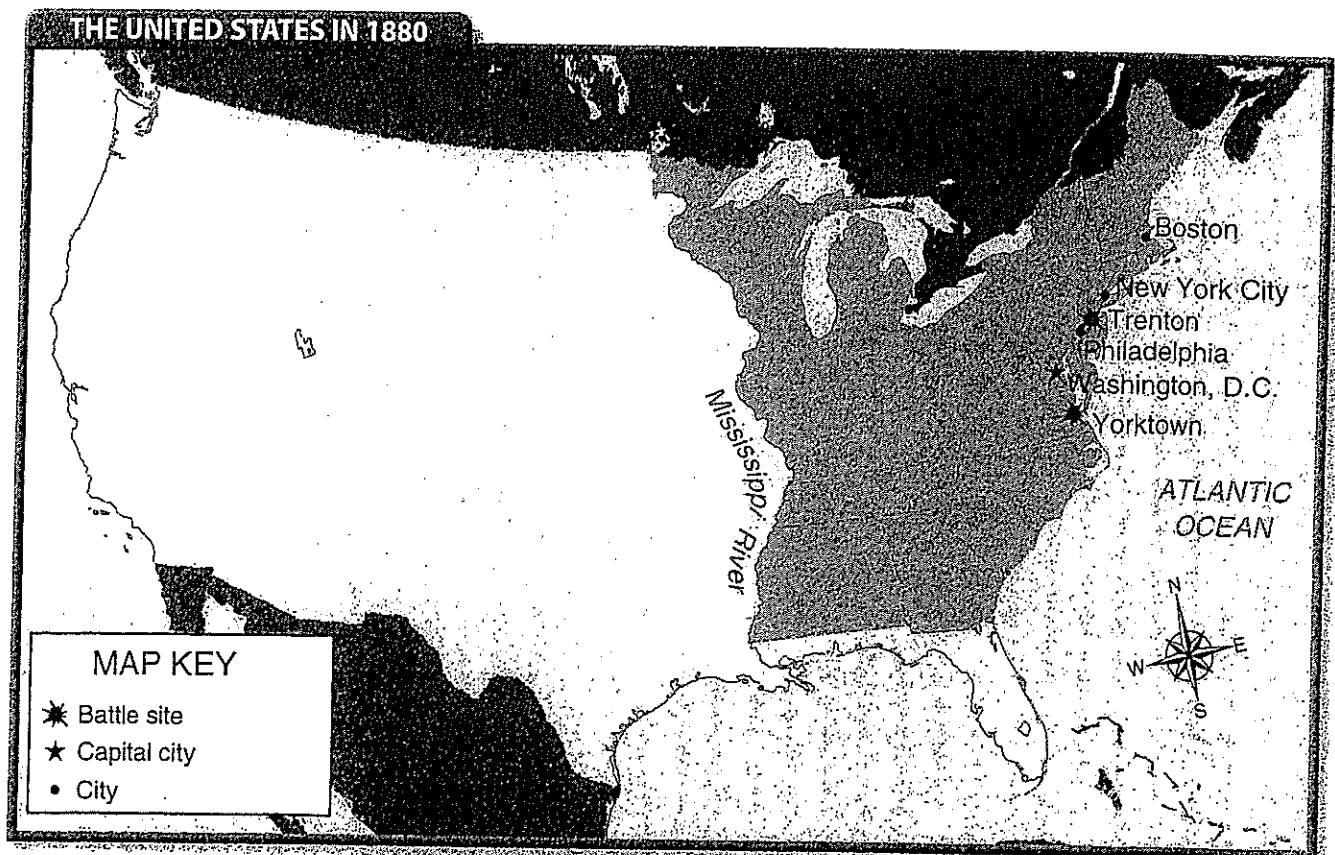 THE UNITED STATES IN 1880
Boston
New York City
Trenton
Philadelphia
Washington, D.C.
Yorktown
Mississippi River
ATLANTIC
OCEAN
N
W E
S
MAP KEY
Battle site
Capital city
City